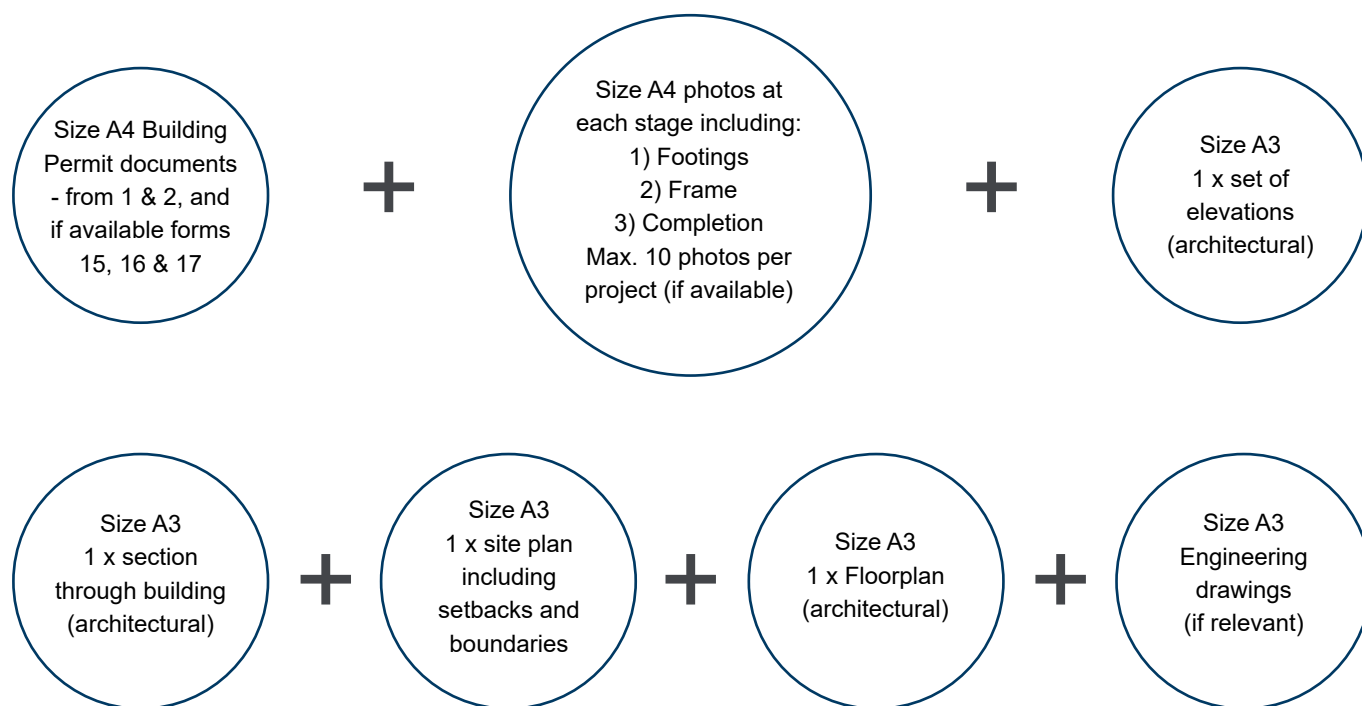 Size A4 Building
Permit documents
- from 1 & 2, and
if available forms
15, 16 & 17
+
Size A4 photos at
each stage including:
1) Footings
2) Frame
3) Completion
Max. 10 photos per
project (if available)
+
Size A3
1 x set of
elevations
(architectural)
Size A3
1 x section
through building
(architectural)
+
Size A3
1 x site plan
including
setbacks and
boundaries
+
Size A3
1 x Floorplan
(architectural)
+
Size A3
Engineering
drawings
(if relevant)